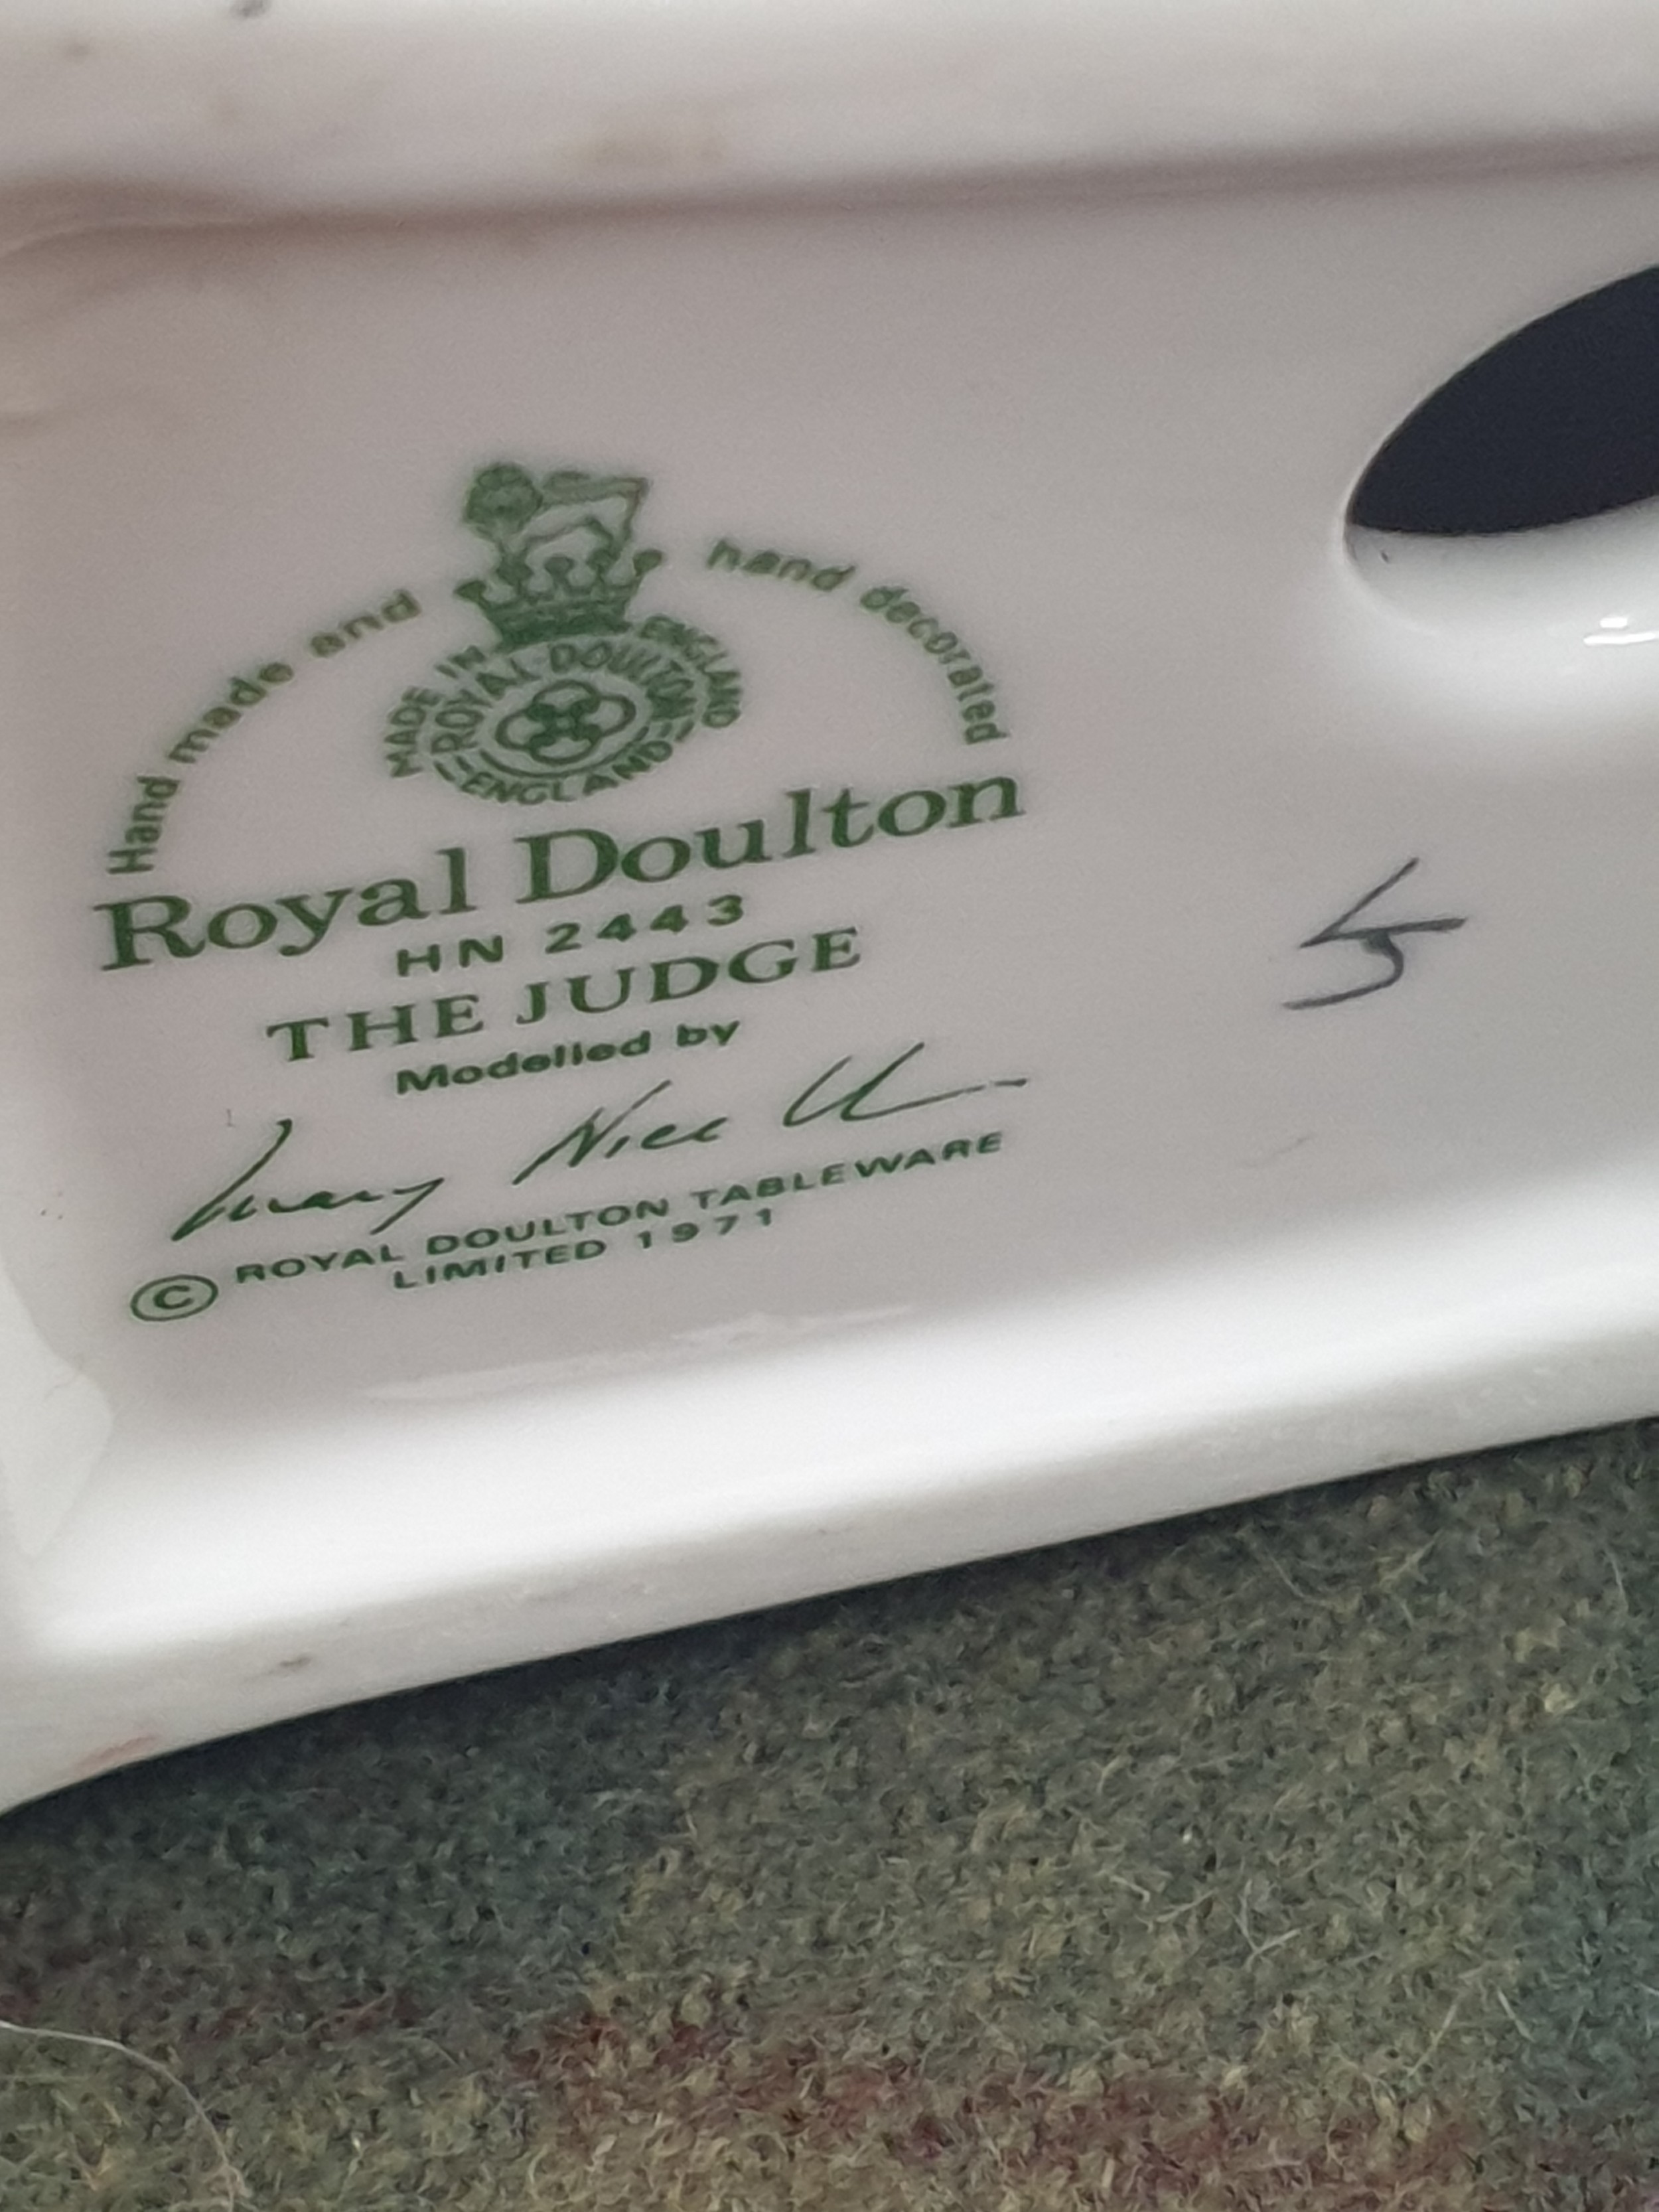 Hand made and hand decorated
MADE IN ENGLAND
ROYAL DOULTON
ENGLAND
Royal Doulton
HN 2443
THE JUDGE
Modelled by
© ROYAL DOULTON TABLEWARE
LIMITED 1971